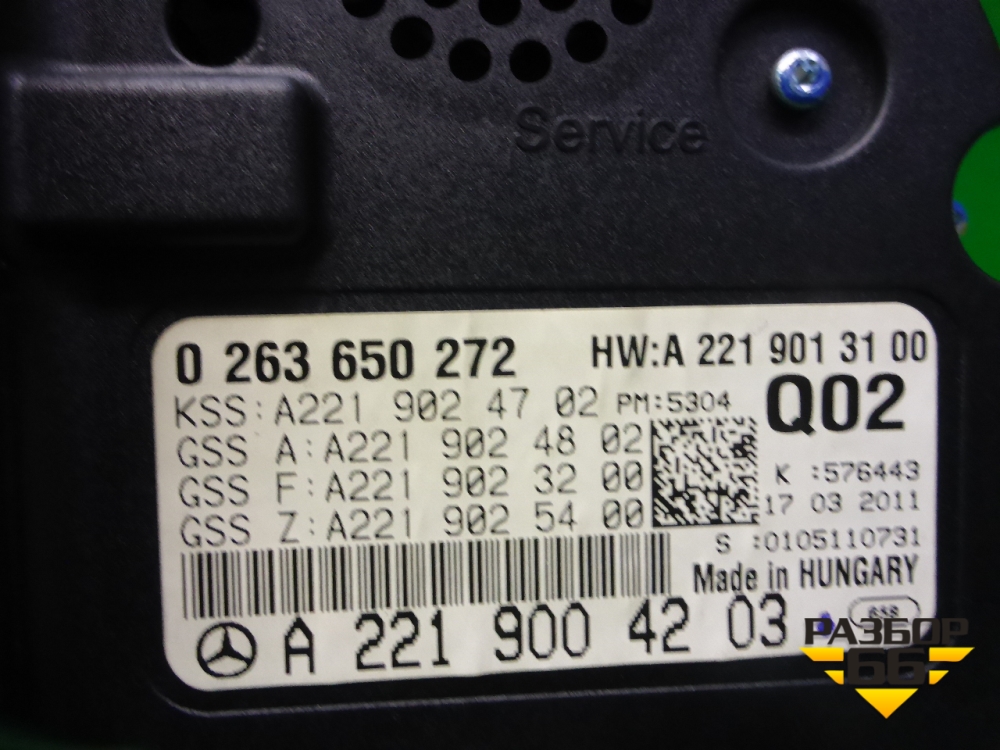 Service
0 263 650 272 HW:A 221 901 31 00
KSS:A221 902 47 02 PM:5304 Q02
GSS A:A221 902 48 02
GSS F:A221 902 32 00 K :576443
GSS Z:A221 902 54 00 17 03 2011
S :0105110731
Made in HUNGARY
A 221 900 42 03
РАЗБОР
66